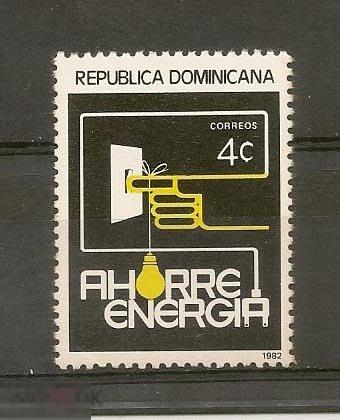 REPUBLICA DOMINICANA
CORREOS
4¢
AHORRE
ENERGIA
1982